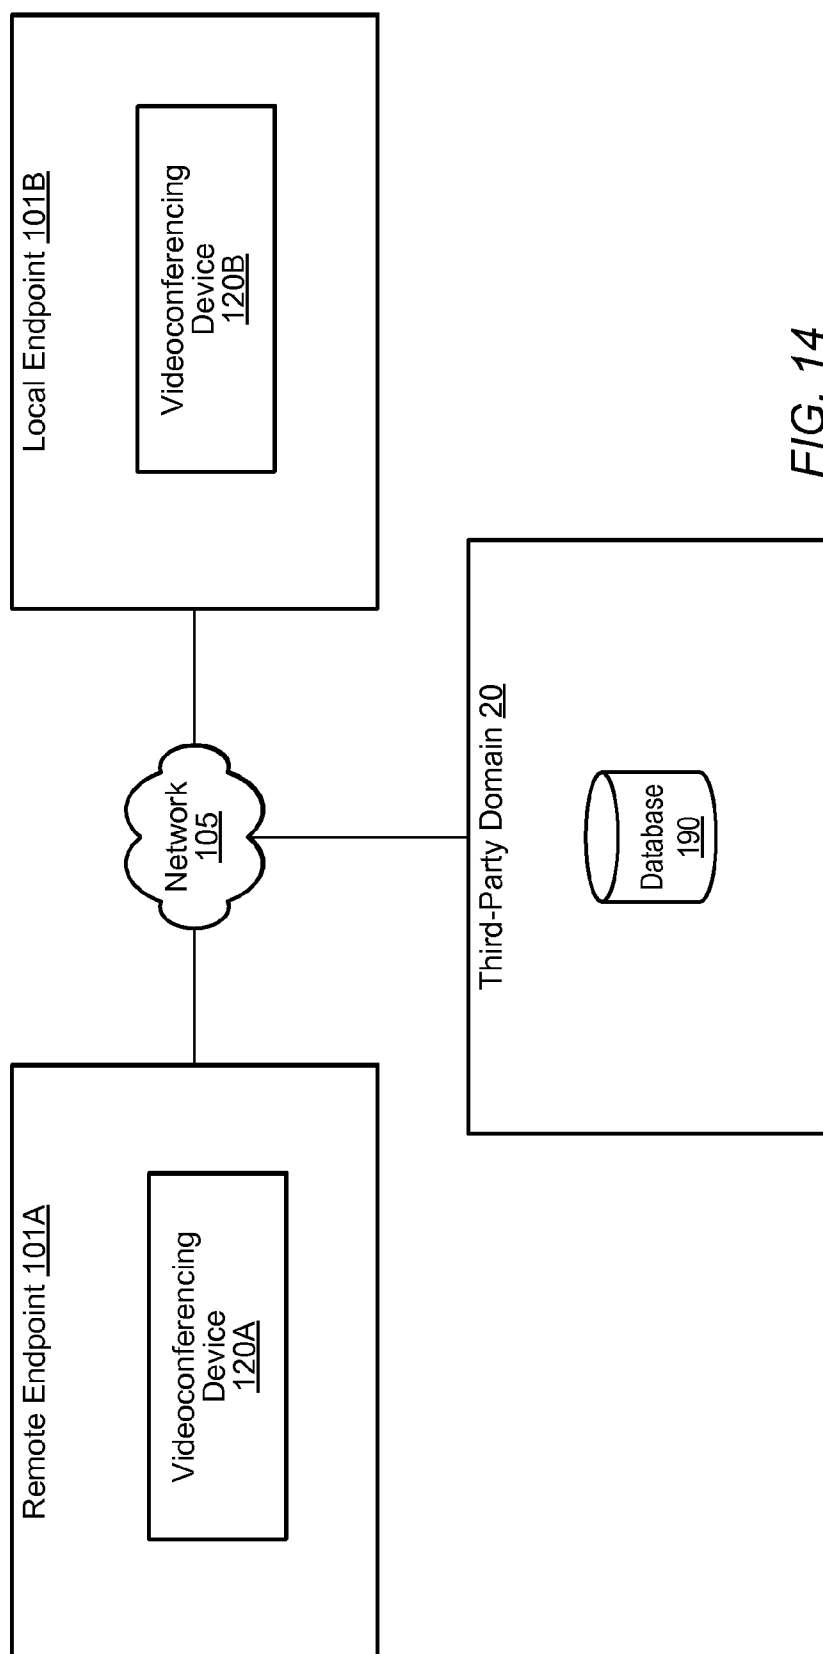 Remote Endpoint 101A
Videoconferencing
Device
120A
Network
105
Local Endpoint 101B
Videoconferencing
Device
120B
Third-Party Domain 20
Database
190
FIG. 14